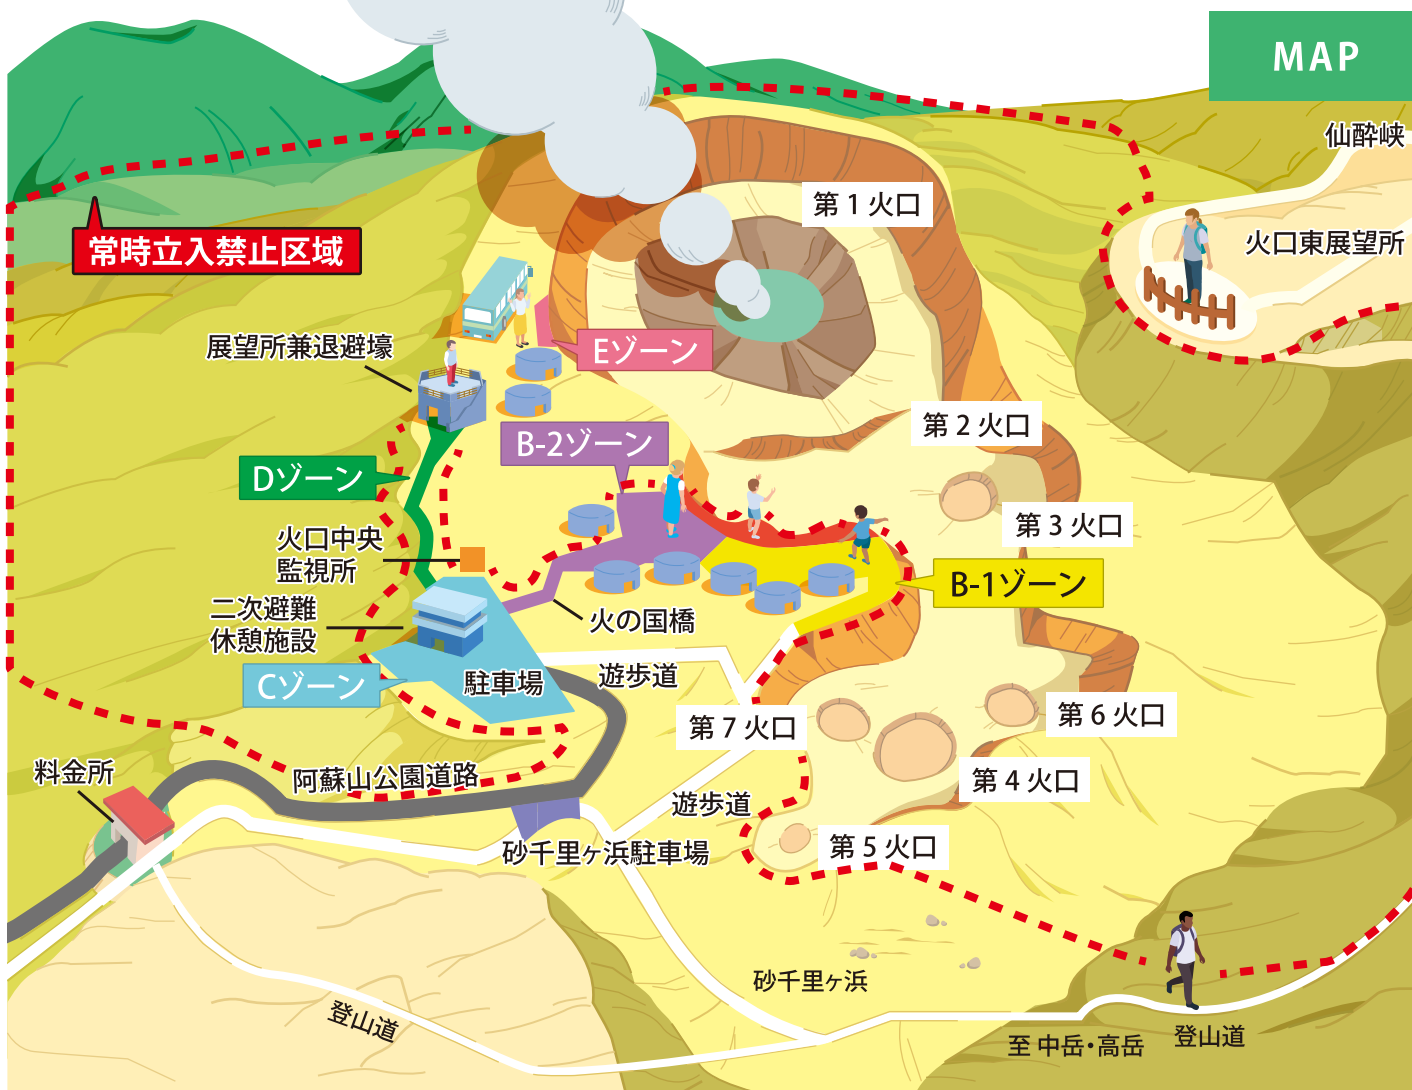 MAP
仙酔峡
第1火口
火口東展望所
常時立入禁止区域
展望所兼退避壕
Eゾーン
第2火口
B-2ゾーン
Dゾーン
第3火口
火口中央
監視所
B-1ゾーン
二次避難
休憩施設
火の国橋
Cゾーン
駐車場
遊歩道
第7火口
第6火口
料金所
阿蘇山公園道路
第4火口
遊歩道
砂千里ヶ浜駐車場
第5火口
砂千里ヶ浜
登山道
至 中岳・高岳
登山道